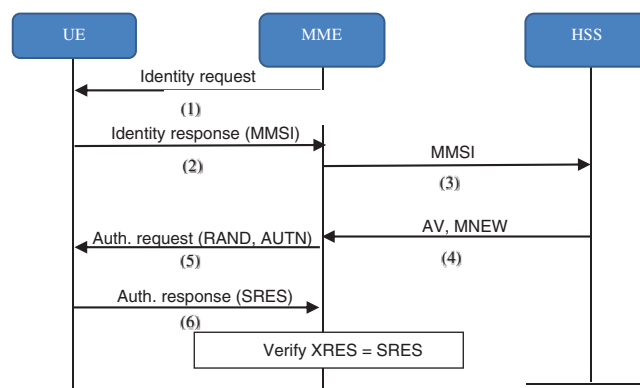 UE
MME
HSS
Identity request
(1)
Identity response (MMSI)
(2)
MMSI
(3)
AV, MNEW
(4)
Auth. request (RAND, AUTN)
(5)
Auth. response (SRES)
(6)
Verify XRES = SRES